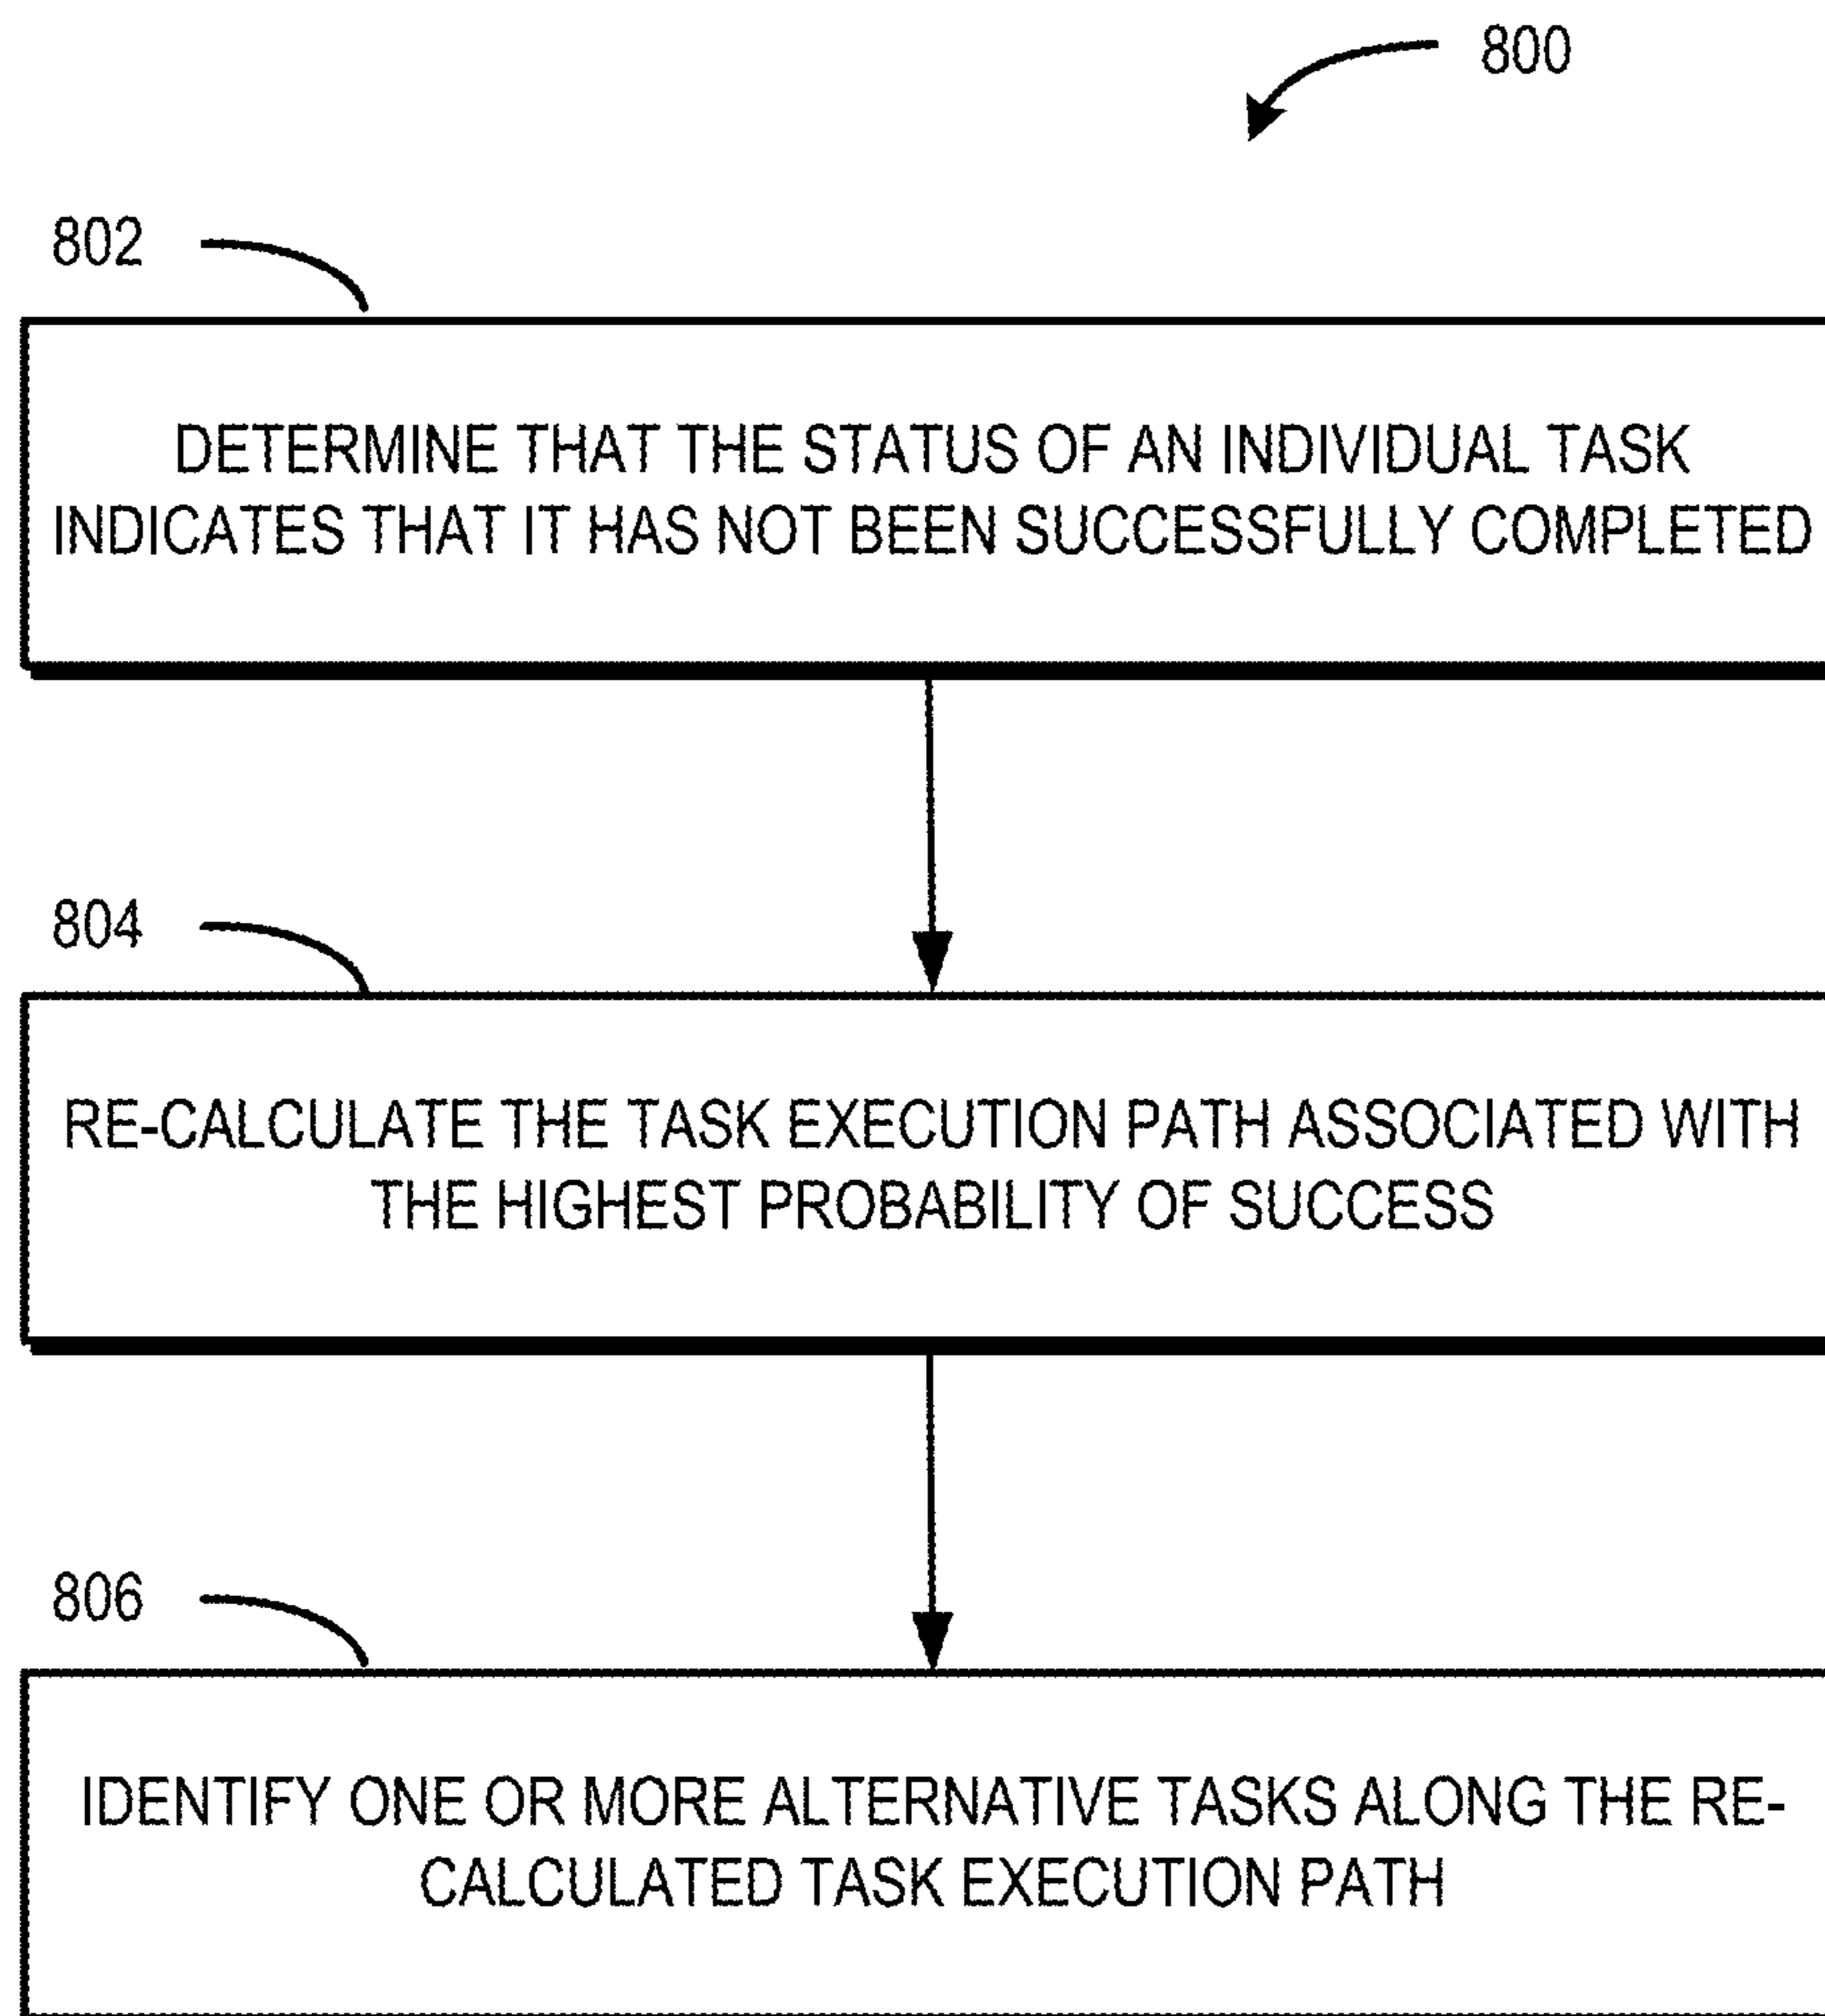 800
802
DETERMINE THAT THE STATUS OF AN INDIVIDUAL TASK
INDICATES THAT IT HAS NOT BEEN SUCCESSFULLY COMPLETED
804
RE-CALCULATE THE TASK EXECUTION PATH ASSOCIATED WITH
THE HIGHEST PROBABILITY OF SUCCESS
806
IDENTIFY ONE OR MORE ALTERNATIVE TASKS ALONG THE RE-
CALCULATED TASK EXECUTION PATH